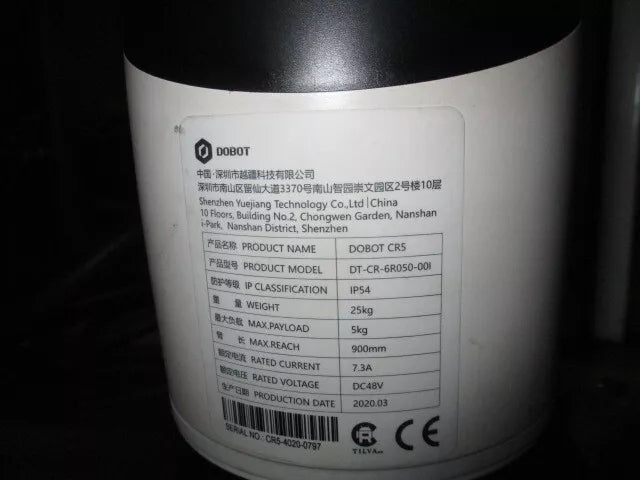 DOBOT
中国·深圳市越疆科技有限公司
深圳市南山区留仙大道3370号南山智园崇文园区2号楼10层
Shenzhen Yuejiang Technology Co.,Ltd | China
10 Floors, Building No.2, Chongwen Garden, Nanshan
i-Park, Nanshan District, Shenzhen
产品名称 PRODUCT NAME DOBOT CR5
产品型号 PRODUCT MODEL DT-CR-6R050-00I
防护等级 IP CLASSIFICATION IP54
重 量 WEIGHT 25kg
最大负载 MAX.PAYLOAD 5kg
臂 长 MAX.REACH 900mm
额定电流 RATED CURRENT 7.3A
额定电压 RATED VOLTAGE DC48V
生产日期 PRODUCTION DATE 2020.03
SERIAL NO.: CR5-4020-0797
CE CR
TILVA